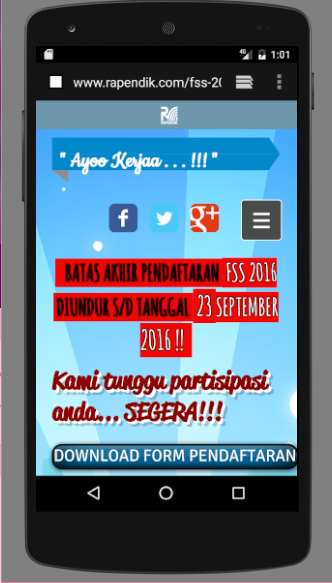 4G 1:01
www.rapendik.com/fss-20
" Ayoo Kerjaa . . . !!! "
f g+
BATAS AKHIR PENDAFTARAN FSS 2016
DIUNDUR S/D TANGGAL 23 SEPTEMBER
2016 !!
Kami tunggu partisipasi
anda.... SEGERA!!!
DOWNLOAD FORM PENDAFTARAN